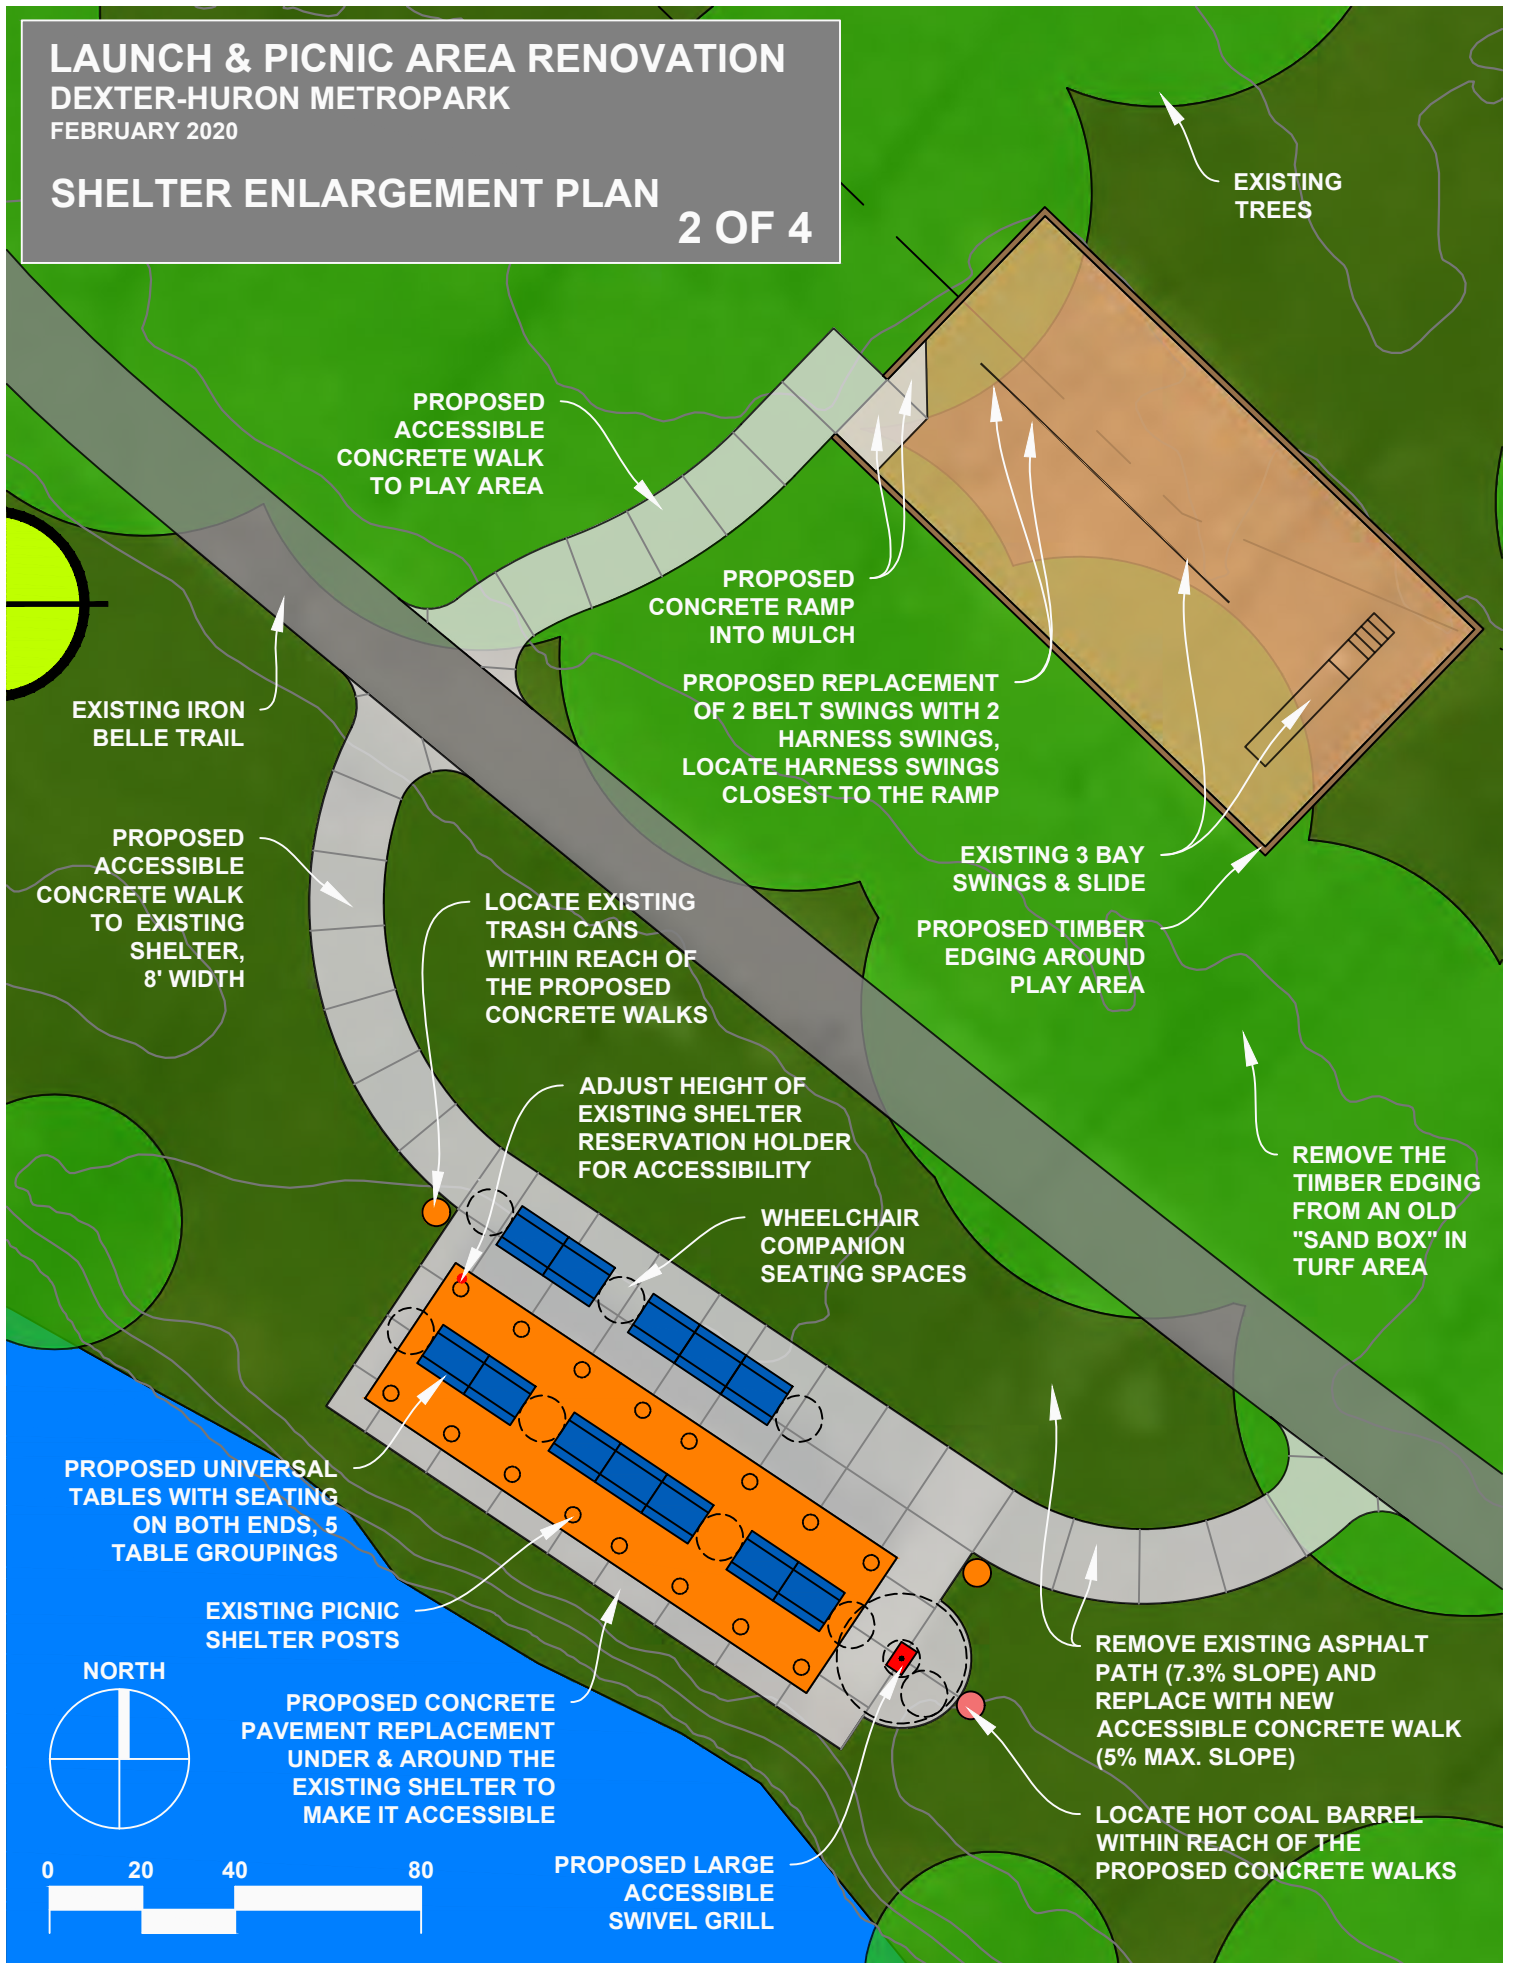 LAUNCH & PICNIC AREA RENOVATION
DEXTER-HURON METROPARK
FEBRUARY 2020
SHELTER ENLARGEMENT PLAN
2 OF 4
EXISTING
TREES
PROPOSED
ACCESSIBLE
CONCRETE WALK
TO PLAY AREA
PROPOSED
CONCRETE RAMP
INTO MULCH
PROPOSED REPLACEMENT
OF 2 BELT SWINGS WITH 2
HARNESS SWINGS,
LOCATE HARNESS SWINGS
CLOSEST TO THE RAMP
EXISTING IRON
BELLE TRAIL
PROPOSED
ACCESSIBLE
CONCRETE WALK
TO EXISTING
SHELTER,
8' WIDTH
EXISTING 3 BAY
SWINGS & SLIDE
PROPOSED TIMBER
EDGING AROUND
PLAY AREA
LOCATE EXISTING
TRASH CANS
WITHIN REACH OF
THE PROPOSED
CONCRETE WALKS
ADJUST HEIGHT OF
EXISTING SHELTER
RESERVATION HOLDER
FOR ACCESSIBILITY
REMOVE THE
TIMBER EDGING
FROM AN OLD
"SAND BOX" IN
TURF AREA
WHEELCHAIR
COMPANION
SEATING SPACES
PROPOSED UNIVERSAL
TABLES WITH SEATING
ON BOTH ENDS, 5
TABLE GROUPINGS
EXISTING PICNIC
SHELTER POSTS
REMOVE EXISTING ASPHALT
PATH (7.3% SLOPE) AND
REPLACE WITH NEW
ACCESSIBLE CONCRETE WALK
(5% MAX. SLOPE)
NORTH
PROPOSED CONCRETE
PAVEMENT REPLACEMENT
UNDER & AROUND THE
EXISTING SHELTER TO
MAKE IT ACCESSIBLE
LOCATE HOT COAL BARREL
WITHIN REACH OF THE
PROPOSED CONCRETE WALKS
PROPOSED LARGE
ACCESSIBLE
SWIVEL GRILL
0 20 40 80